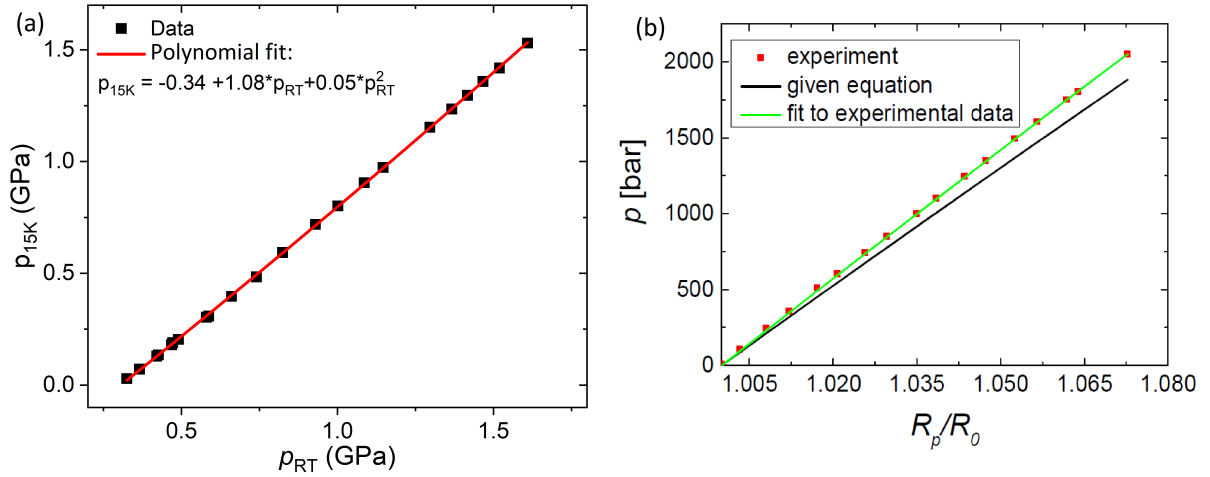 (a)
Data
Polynomial fit:
p15K = -0.34 +1.08*pRT+0.05*p²RT
1.5
1.0
0.5
0.0
p15K (GPa)
0.5
1.0
1.5
pRT (GPa)
(b)
experiment
given equation
fit to experimental data
2000
1500
1000
500
0
p [bar]
1.005
1.020
1.035
1.050
1.065
1.080
Rp/R0